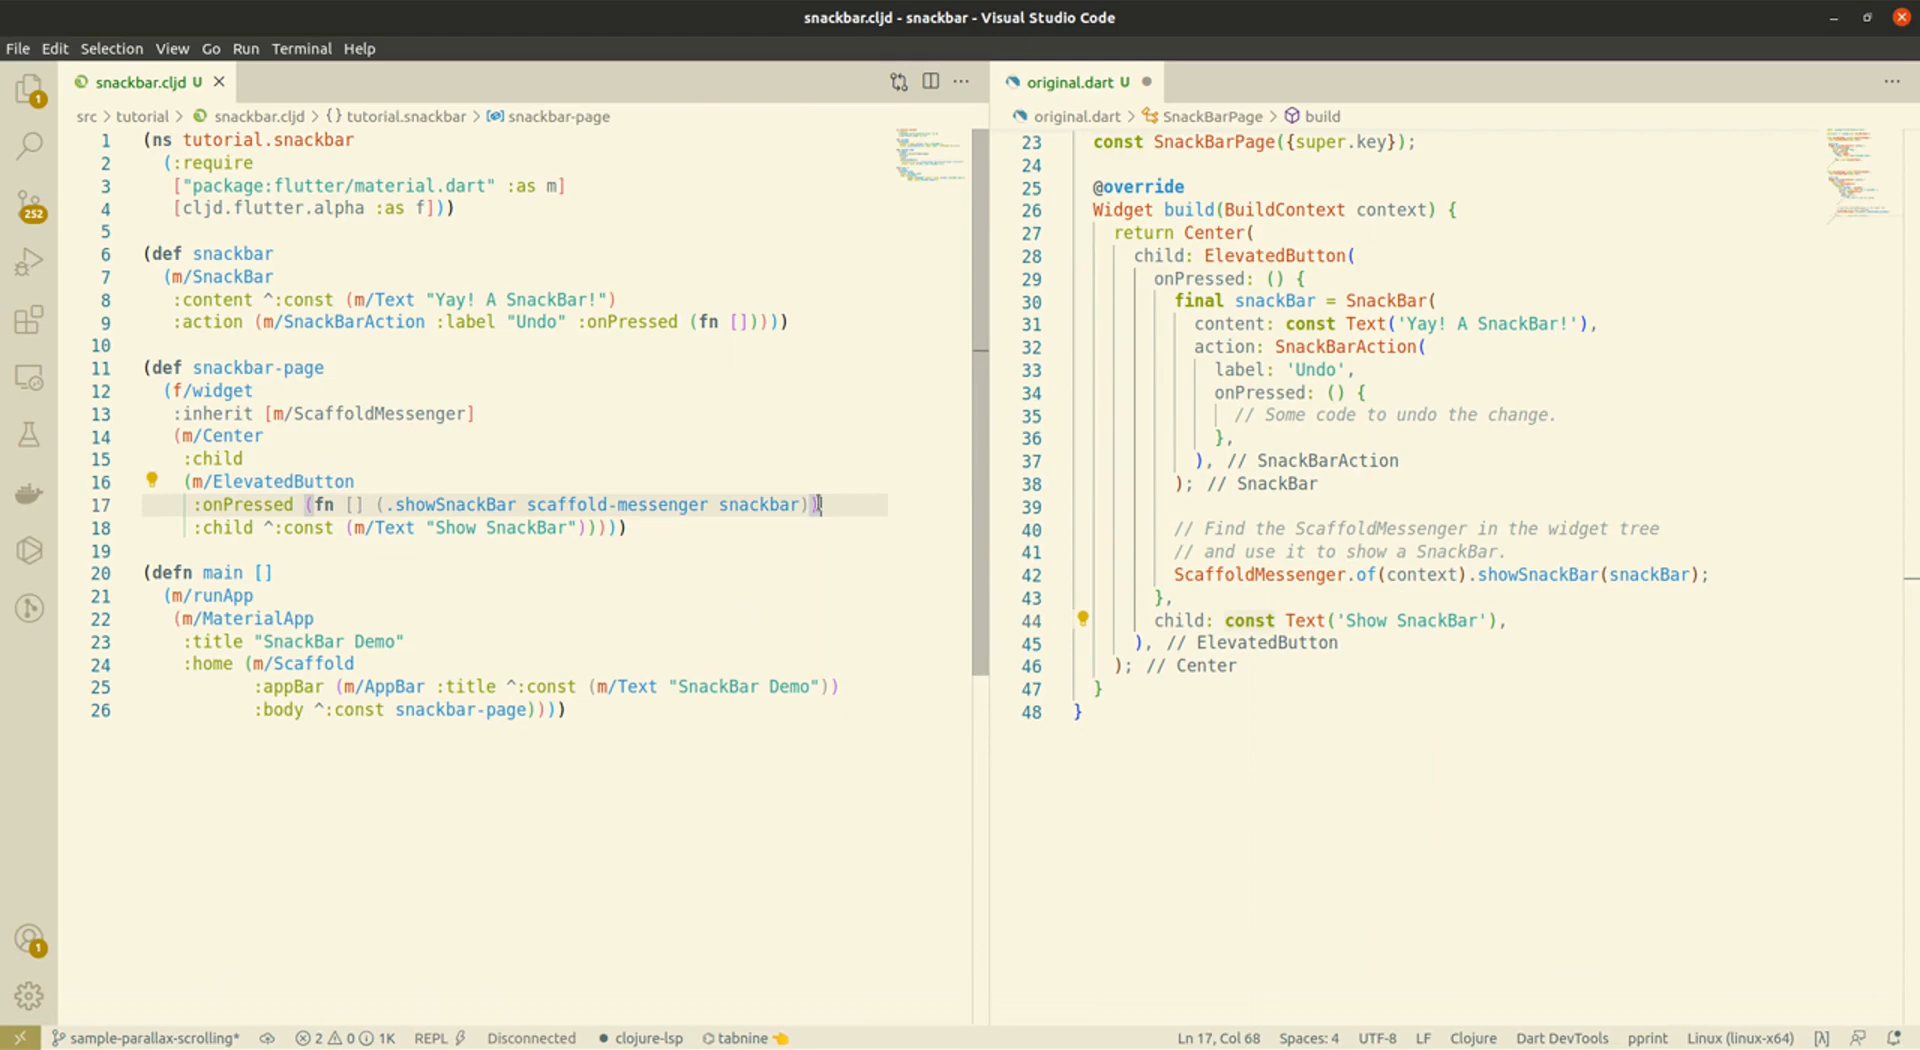 snackbar.cljd - snackbar - Visual Studio Code
File Edit Selection View Go Run Terminal Help
snackbar.cljd U
src > tutorial > snackbar.cljd > {} tutorial.snackbar > snackbar-page
1 (ns tutorial.snackbar
2 (:require
3 ["package:flutter/material.dart" :as m]
4 [cljd.flutter.alpha :as f]))
5
6 (def snackbar
7 (m/SnackBar
8 :content ^:const (m/Text "Yay! A SnackBar!")
9 :action (m/SnackBarAction :label "Undo" :onPressed (fn []))))
10
11 (def snackbar-page
12 (f/widget
13 :inherit [m/ScaffoldMessenger]
14 (m/Center
15 :child
16 (m/ElevatedButton
17 :onPressed (fn [] (.showSnackBar scaffold-messenger snackbar))
18 :child ^:const (m/Text "Show SnackBar")))))
19
20 (defn main []
21 (m/runApp
22 (m/MaterialApp
23 :title "SnackBar Demo"
24 :home (m/Scaffold
25 :appBar (m/AppBar :title ^:const (m/Text "SnackBar Demo"))
26 :body ^:const snackbar-page))))
original.dart U
original.dart > SnackBarPage > build
23 const SnackBarPage({super.key});
24
25 @override
26 Widget build(BuildContext context) {
27 return Center(
28 child: ElevatedButton(
29 onPressed: () {
30 final snackBar = SnackBar(
31 content: const Text('Yay! A SnackBar!'),
32 action: SnackBarAction(
33 label: 'Undo',
34 onPressed: () {
35 // Some code to undo the change.
36 },
37 ), // SnackBarAction
38 ); // SnackBar
39
40 // Find the ScaffoldMessenger in the widget tree
41 // and use it to show a SnackBar.
42 ScaffoldMessenger.of(context).showSnackBar(snackBar);
43 },
44 child: const Text('Show SnackBar'),
45 ), // ElevatedButton
46 ); // Center
47 }
48 }
1
252
1
sample-parallax-scrolling* 2 0 1K REPL Disconnected clojure-lsp tabnine Ln 17, Col 68 Spaces: 4 UTF-8 LF Clojure Dart DevTools pprint Linux (linux-x64) [λ]